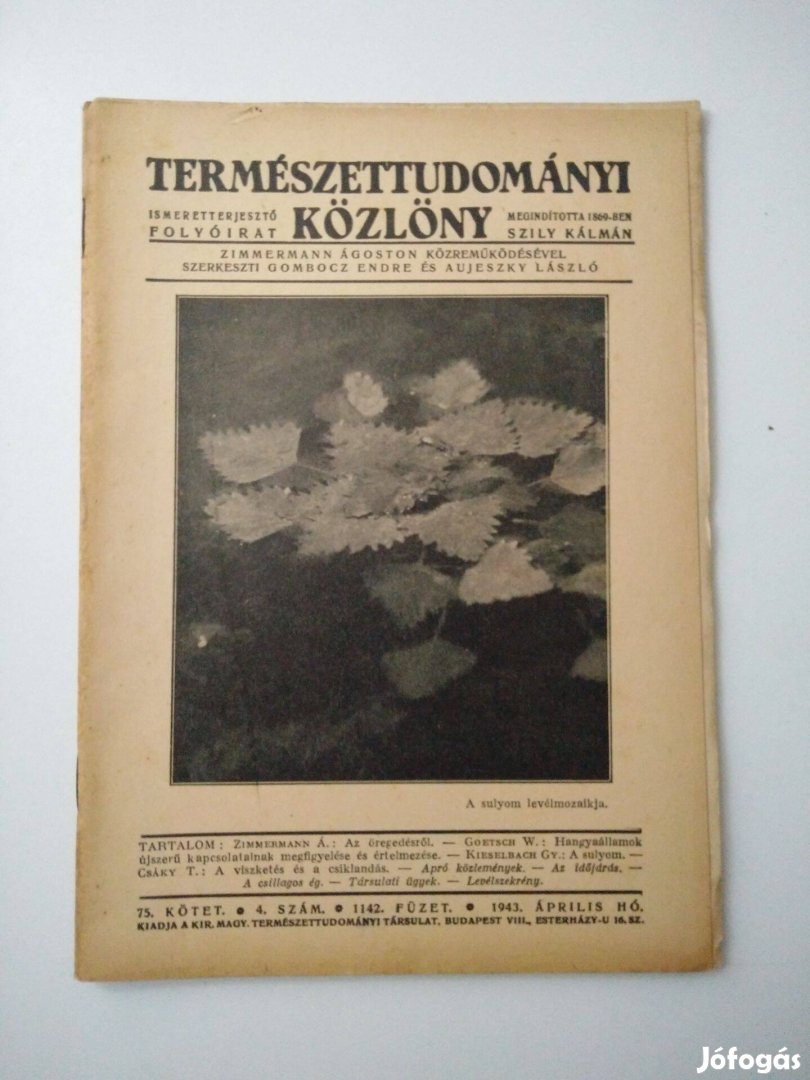 TERMÉSZETTUDOMÁNYI
ISMERETTERJESZTŐ FOLYÓIRAT KÖZLÖNY MEGINDÍTOTTA 1869-BEN SZILY KÁLMÁN
ZIMMERMANN ÁGOSTON KÖZREMŰKÖDÉSÉVEL
SZERKESZTI GOMBOCZ ENDRE ÉS AUJESZKY LÁSZLÓ
A sulyom levélmozaikja.
TARTALOM: ZIMMERMANN Á.: Az öregedésről. — GOETSCH W.: Hangyaállamok
újszerű kapcsolatainak megfigyelése és értelmezése. — KIESELBACH GY.: A sulyom. —
CSÁKY T.: A viszketés és a csiklandás. — Apró közlemények. — Az időjárás. —
A csillagos ég. — Társulati ügyek. — Levélszekrény.
75. KÖTET. ● 4. SZÁM. ● 1142. FÜZET. ● 1943. ÁPRILIS HÓ.
KIADJA A KIR. MAGY. TERMÉSZETTUDOMÁNYI TÁRSULAT, BUDAPEST VIII., ESTERHÁZY-U 16. SZ.
Jófogás